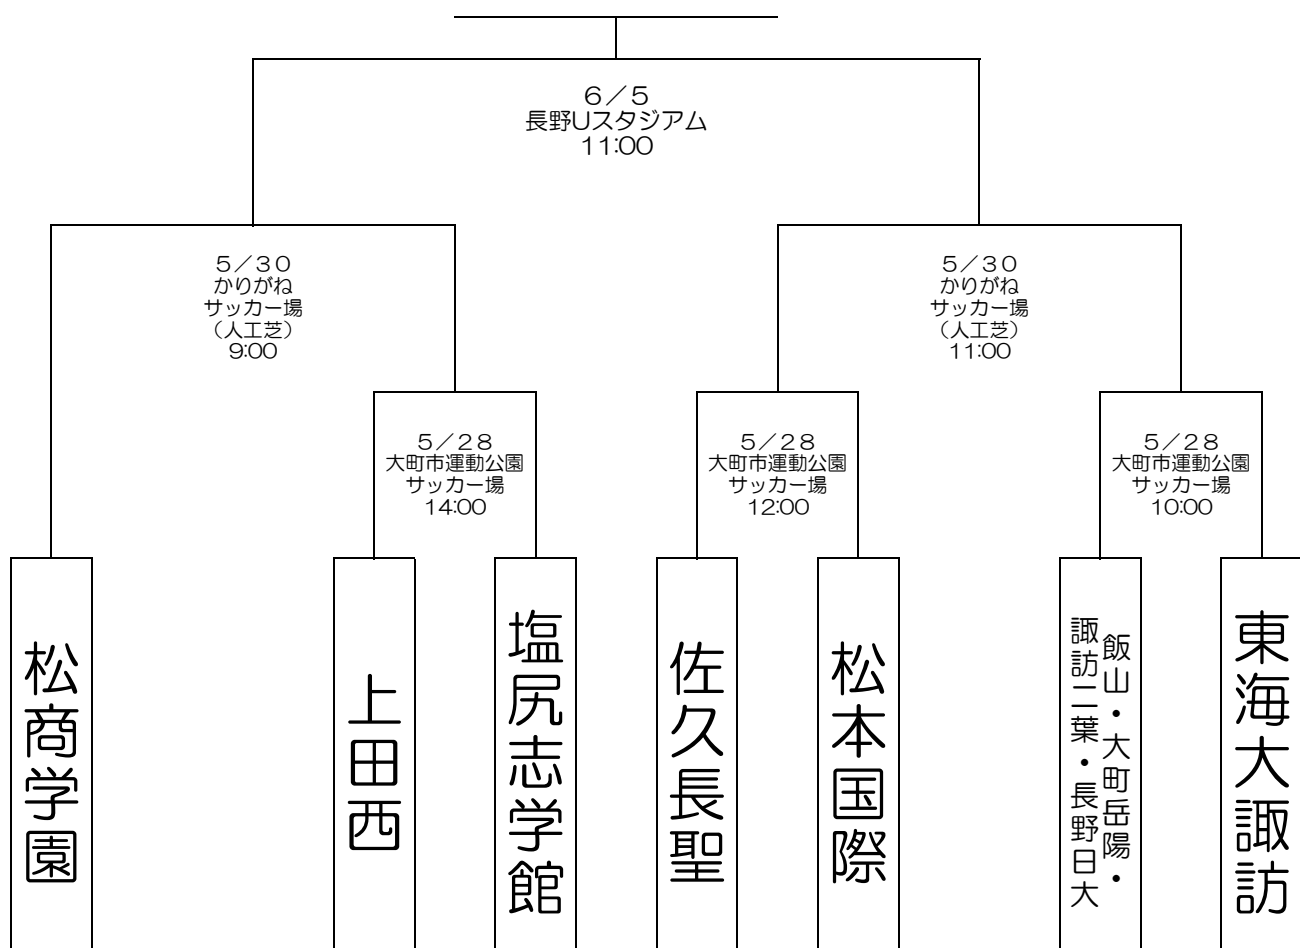 ６／５
長野Uスタジアム
11:00
５／３０
かりがね
サッカー場
（人工芝）
9:00
５／３０
かりがね
サッカー場
（人工芝）
11:00
５／２８
大町市運動公園
サッカー場
14:00
５／２８
大町市運動公園
サッカー場
12:00
５／２８
大町市運動公園
サッカー場
10:00
松商学園
上田西
塩尻志学館
佐久長聖
松本国際
飯山・大町岳陽・
諏訪二葉・長野日大
東海大諏訪